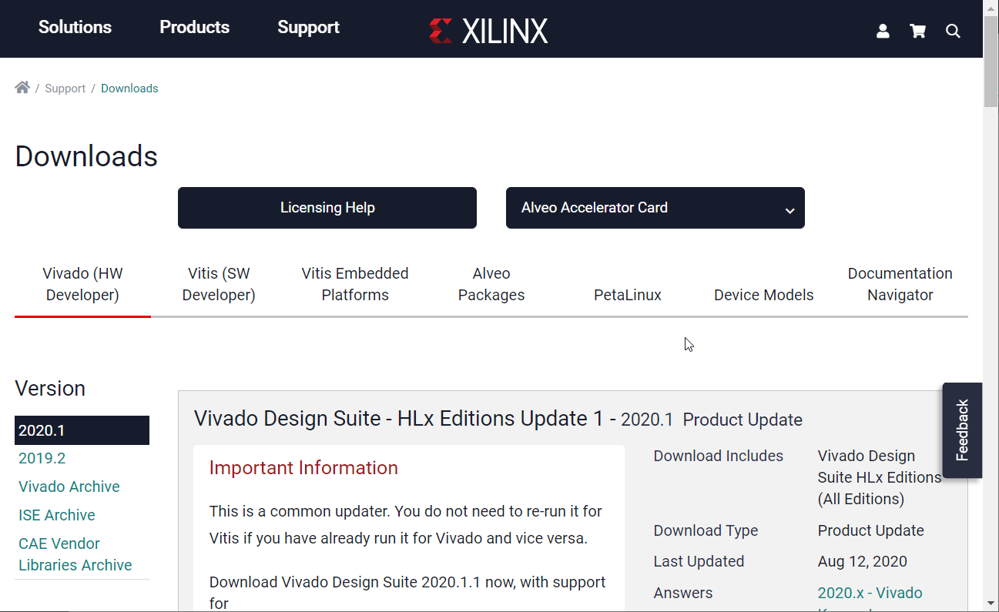 Solutions Products Support XILINX
/ Support / Downloads
Downloads
Licensing Help
Alveo Accelerator Card
Vivado (HW
Developer)
Vitis (SW
Developer)
Vitis Embedded
Platforms
Alveo
Packages
PetaLinux
Device Models
Documentation
Navigator
Version
2020.1
2019.2
Vivado Archive
ISE Archive
CAE Vendor
Libraries Archive
Vivado Design Suite - HLx Editions Update 1 - 2020.1 Product Update
Important Information
This is a common updater. You do not need to re-run it for
Vitis if you have already run it for Vivado and vice versa.
Download Vivado Design Suite 2020.1.1 now, with support
for
Download Includes
Vivado Design
Suite HLx Editions
(All Editions)
Download Type
Product Update
Last Updated
Aug 12, 2020
Answers
2020.x - Vivado
Feedback